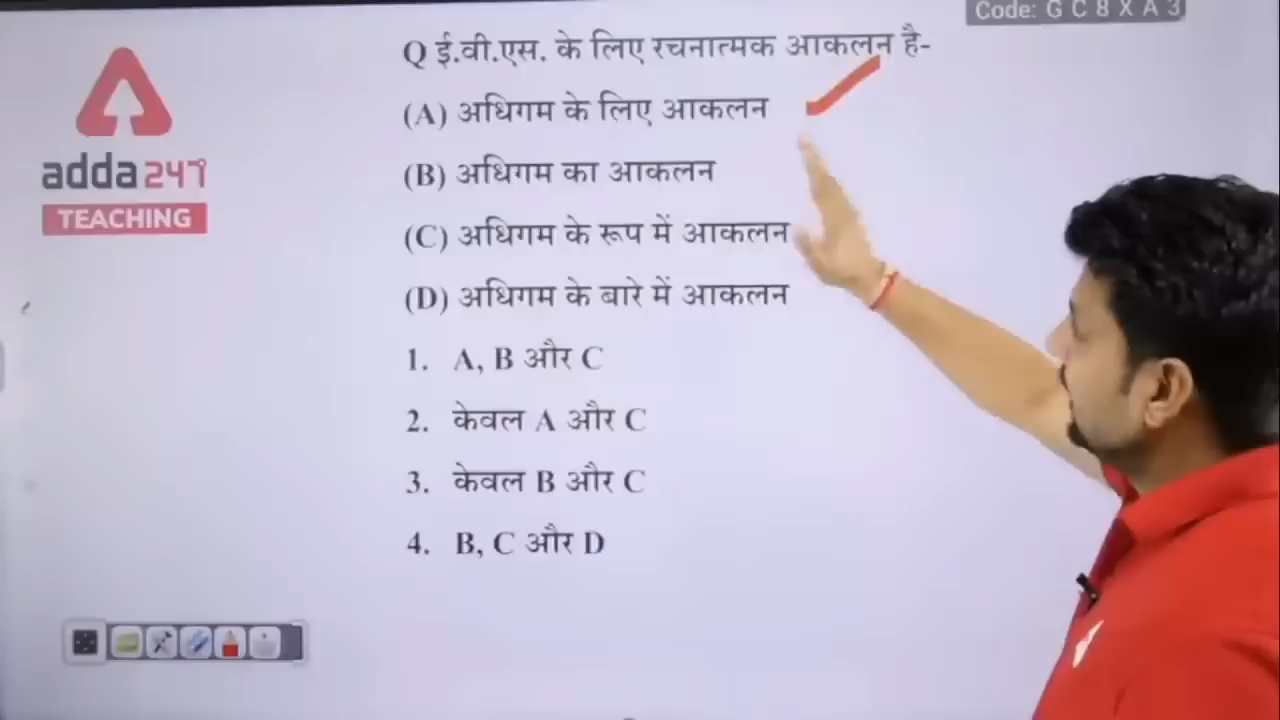 Code: G C 8 X A 3
Q ई.वी.एस. के लिए रचनात्मक आकलन है-
(A) अधिगम के लिए आकलन
(B) अधिगम का आकलन
(C) अधिगम के रूप में आकलन
(D) अधिगम के बारे में आकलन
1. A, B और C
2. केवल A और C
3. केवल B और C
4. B, C और D
adda 247
TEACHING